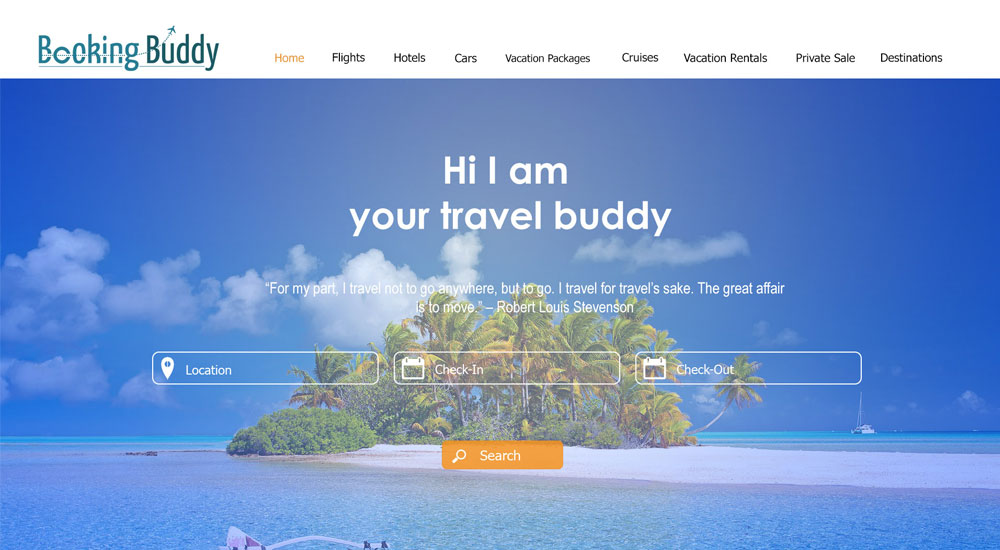 Booking Buddy
Home Flights Hotels Cars Vacation Packages Cruises Vacation Rentals Private Sale Destinations
Hi I am
your travel buddy
“For my part, I travel not to go anywhere, but to go. I travel for travel's sake. The great affair
is to move.” – Robert Louis Stevenson
Location Check-In Check-Out
Search